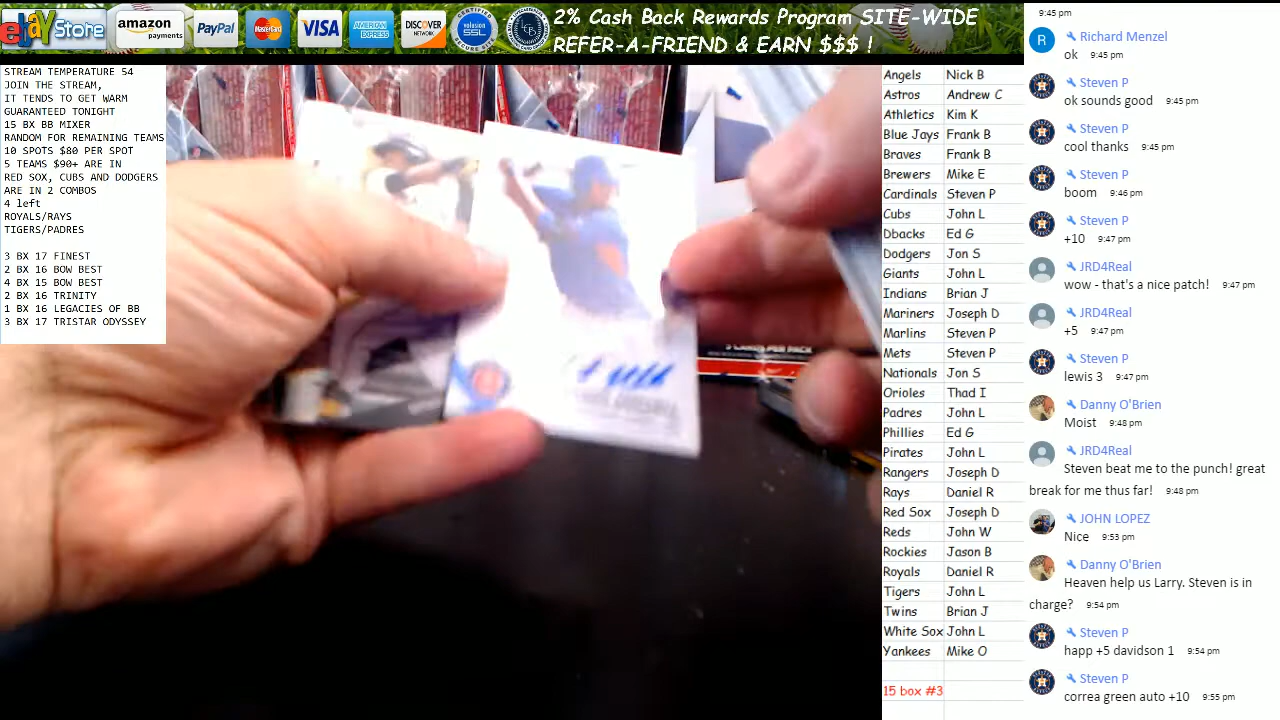 ebay Store
amazon payments
PayPal
MasterCard
VISA
AMERICAN EXPRESS
DISCOVER NETWORK
2% Cash Back Rewards Program SITE-WIDE
REFER-A-FRIEND & EARN $$$ !
STREAM TEMPERATURE 54
JOIN THE STREAM,
IT TENDS TO GET WARM
GUARANTEED TONIGHT
15 BX BB MIXER
RANDOM FOR REMAINING TEAMS
10 SPOTS $80 PER SPOT
5 TEAMS $90+ ARE IN
RED SOX, CUBS AND DODGERS
ARE IN 2 COMBOS
4 left
ROYALS/RAYS
TIGERS/PADRES
3 BX 17 FINEST
2 BX 16 BOW BEST
4 BX 15 BOW BEST
2 BX 16 TRINITY
1 BX 16 LEGACIES OF BB
3 BX 17 TRISTAR ODYSSEY
Angels Nick B
Astros Andrew C
Athletics Kim K
Blue Jays Frank B
Braves Frank B
Brewers Mike E
Cardinals Steven P
Cubs John L
Dbacks Ed G
Dodgers Jon S
Giants John L
Indians Brian J
Mariners Joseph D
Marlins Steven P
Mets Steven P
Nationals Jon S
Orioles Thad I
Padres John L
Phillies Ed G
Pirates John L
Rangers Joseph D
Rays Daniel R
Red Sox Joseph D
Reds John W
Rockies Jason B
Royals Daniel R
Tigers John L
Twins Brian J
White Sox John L
Yankees Mike O
15 box #3
9:45 pm
R
Richard Menzel
ok 9:45 pm
Steven P
ok sounds good 9:45 pm
Steven P
cool thanks 9:45 pm
Steven P
boom 9:46 pm
Steven P
+10 9:47 pm
JRD4Real
wow - that's a nice patch! 9:47 pm
JRD4Real
+5 9:47 pm
Steven P
lewis 3 9:47 pm
Danny O'Brien
Moist 9:48 pm
JRD4Real
Steven beat me to the punch! great
break for me thus far! 9:48 pm
JOHN LOPEZ
Nice 9:53 pm
Danny O'Brien
Heaven help us Larry. Steven is in
charge? 9:54 pm
Steven P
happ +5 davidson 1 9:54 pm
Steven P
correa green auto +10 9:55 pm